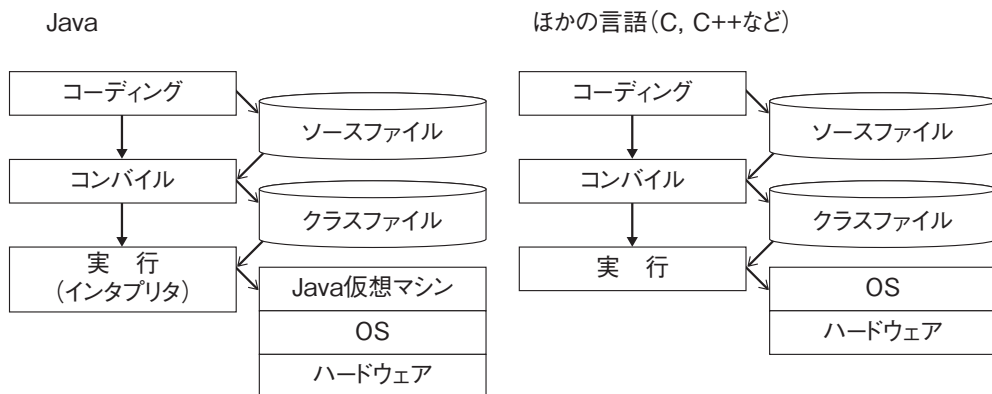 Java
コーディング
ソースファイル
コンパイル
クラスファイル
実　行
（インタプリタ）
Java仮想マシン
OS
ハードウェア
ほかの言語（C, C++など）
コーディング
ソースファイル
コンパイル
クラスファイル
実　行
OS
ハードウェア